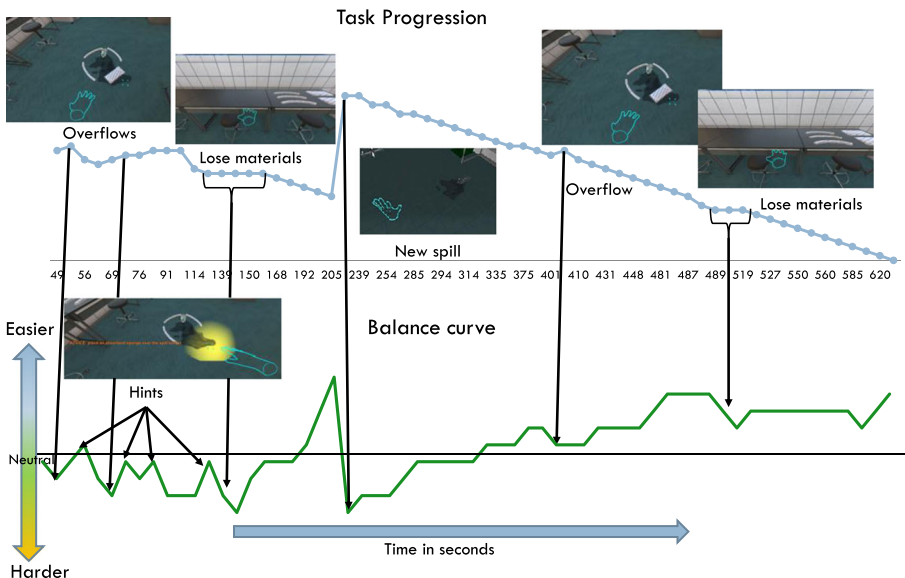 Task Progression
Overflows
Lose materials
New spill
Overflow
Lose materials
49 56 69 76 91 114 139 150 168 192 205 239 254 285 294 314 335 375 401 410 431 448 481 487 489 519 527 550 560 585 620
Easier
Balance curve
Hints
Neutral
Time in seconds
Harder